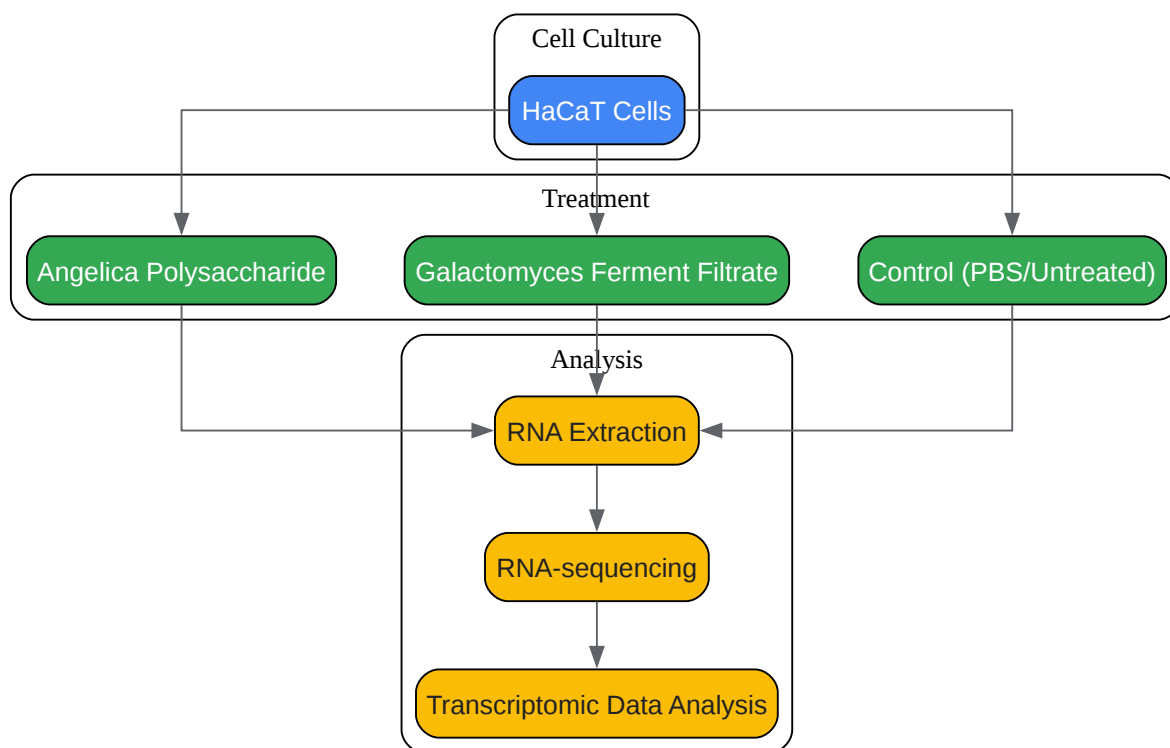 Cell Culture
HaCaT Cells
Treatment
Angelica Polysaccharide
Galactomyces Ferment Filtrate
Control (PBS/Untreated)
Analysis
RNA Extraction
RNA-sequencing
Transcriptomic Data Analysis